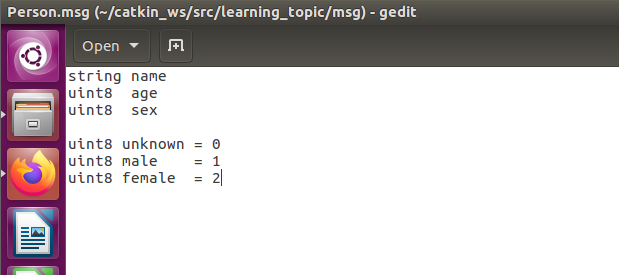 Person.msg (~/catkin_ws/src/learning_topic/msg) - gedit
Open
string name
uint8  age
uint8  sex
uint8 unknown = 0
uint8 male    = 1
uint8 female  = 2